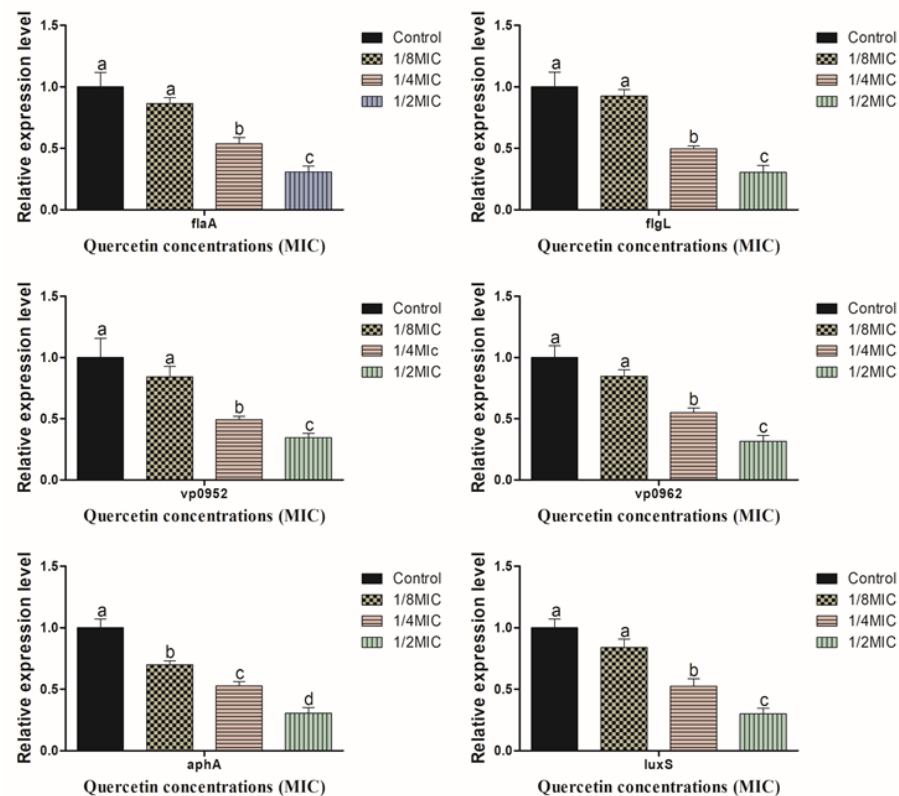 Relative expression level
1.5
1.0
0.5
0.0
a
a
b
c
flaA
Quercetin concentrations (MIC)
Control
1/8MIC
1/4MIC
1/2MIC
Relative expression level
1.5
1.0
0.5
0.0
a
a
b
c
flgL
Quercetin concentrations (MIC)
Control
1/8MIC
1/4MIC
1/2MIC
Relative expression level
1.5
1.0
0.5
0.0
a
a
b
c
vp0952
Quercetin concentrations (MIC)
Control
1/8MIC
1/4MIc
1/2MIC
Relative expression level
1.5
1.0
0.5
0.0
a
a
b
c
vp0962
Quercetin concentrations (MIC)
Control
1/8MIC
1/4MIC
1/2MIC
Relative expression level
1.5
1.0
0.5
0.0
a
b
c
d
aphA
Quercetin concentrations (MIC)
Control
1/8MIC
1/4MIC
1/2MIC
Relative expression level
1.5
1.0
0.5
0.0
a
a
b
c
luxS
Quercetin concentrations (MIC)
Control
1/8MIC
1/4MIC
1/2MIC